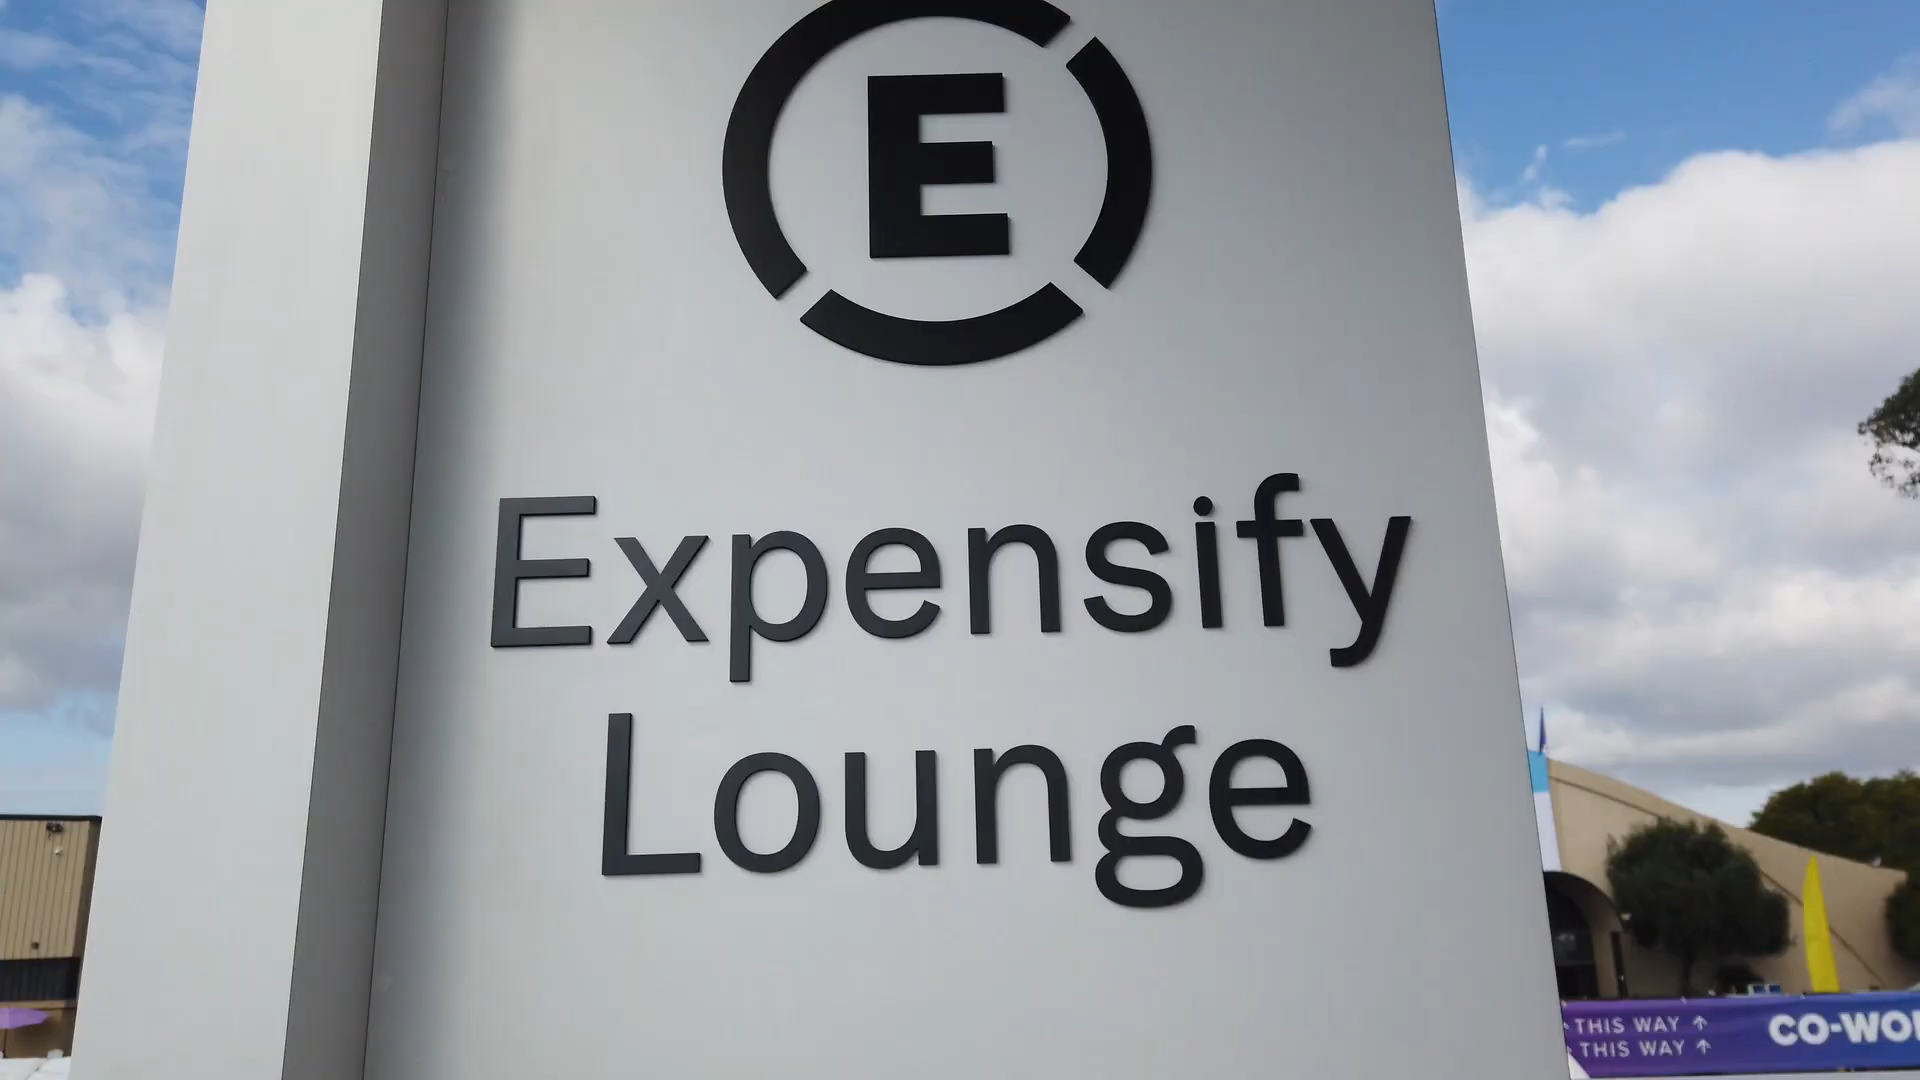 E
Expensify
Lounge
THIS WAY ↑
THIS WAY ↑